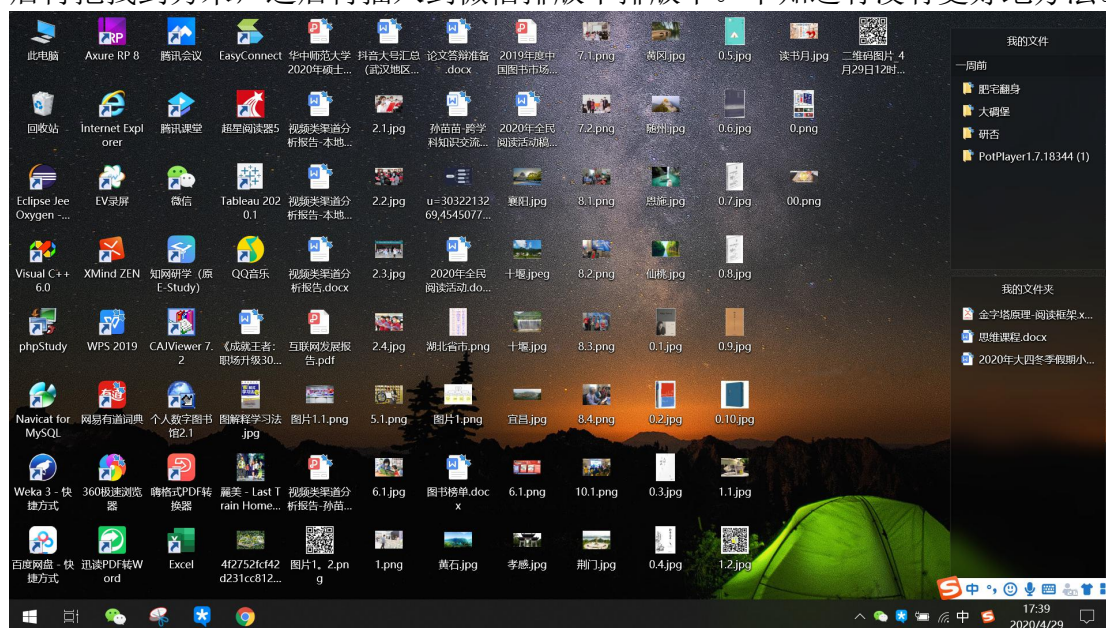 此电脑
Axure RP 8
腾讯会议
EasyConnect
华中师范大学
2020年硕士...
抖音大号汇总
(武汉地区...
论文答辩准备
.docx
2019年度中
国图书市场...
7.1.png
黄冈.jpg
0.5.jpg
读书月.jpg
二维码图片_4
月29日12时...
回收站
Internet Expl
orer
腾讯课堂
超星阅读器5
视频类渠道分
析报告-本地...
2.1.jpg
孙苗苗-跨学
科知识交流...
2020年全民
阅读活动稿...
7.2.png
随州.jpg
0.6.jpg
0.png
Eclipse Jee
Oxygen -...
EV录屏
微信
Tableau 202
0.1
视频类渠道分
析报告-本地...
2.2.jpg
u=30322132
69,4545077...
襄阳.jpg
8.1.png
恩施.jpg
0.7.jpg
00.png
Visual C++
6.0
XMind ZEN
知网研学（原
E-Study)
QQ音乐
视频类渠道分
析报告.docx
2.3.jpg
2020年全民
阅读活动.do...
十堰.jpeg
8.2.png
仙桃.jpg
0.8.jpg
phpStudy
WPS 2019
CAJViewer 7.
2
《成就王者：
职场升级30...
互联网发展报
告.pdf
2.4.jpg
湖北省市.png
十堰.jpg
8.3.png
0.1.jpg
0.9.jpg
Navicat for
MySQL
网易有道词典
个人数字图书
馆2.1
图解释学习法
.jpg
图片1.1.png
5.1.png
图片1.png
宜昌.jpg
8.4.png
0.2.jpg
0.10.jpg
Weka 3 - 快
捷方式
360极速浏览
器
嗨格式PDF转
换器
麗美 - Last T
rain Home...
视频类渠道分
析报告-孙苗...
6.1.jpg
图书榜单.doc
x
6.1.png
10.1.png
0.3.jpg
1.1.jpg
百度网盘 - 快
捷方式
迅读PDF转W
ord
Excel
4f2752fcf42
d231cc812...
图片1。2.pn
g
1.png
黄石.jpg
孝感.jpg
荆门.jpg
0.4.jpg
1.2.jpg
我的文件
一周前
肥宅翻身
大碉堡
研否
PotPlayer1.7.18344 (1)
我的文件夹
金字塔原理-阅读框架.x...
思维课程.docx
2020年大四冬季假期小...
中
中
17:39
2020/4/29